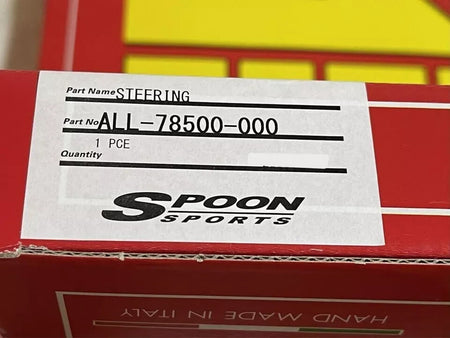 Part Name STEERING
Part No ALL-78500-000
1 PCE
Quantity
SPOON
SPORTS
HAND MADE IN ITALY